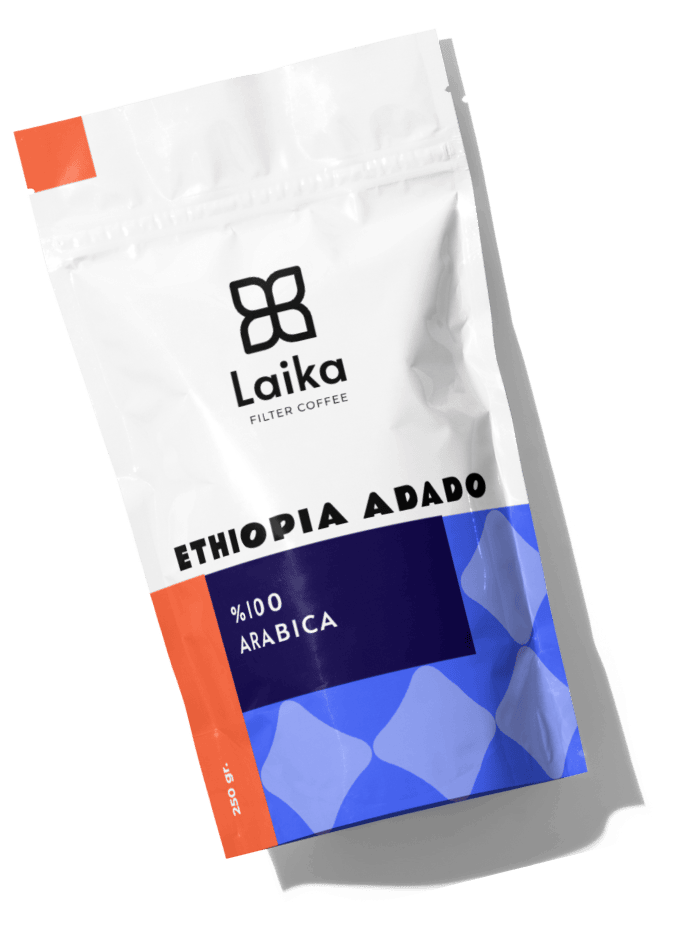 Laika
FILTER COFFEE
ETHIOPIA ADADO
%100
ARABICA
250 gr.